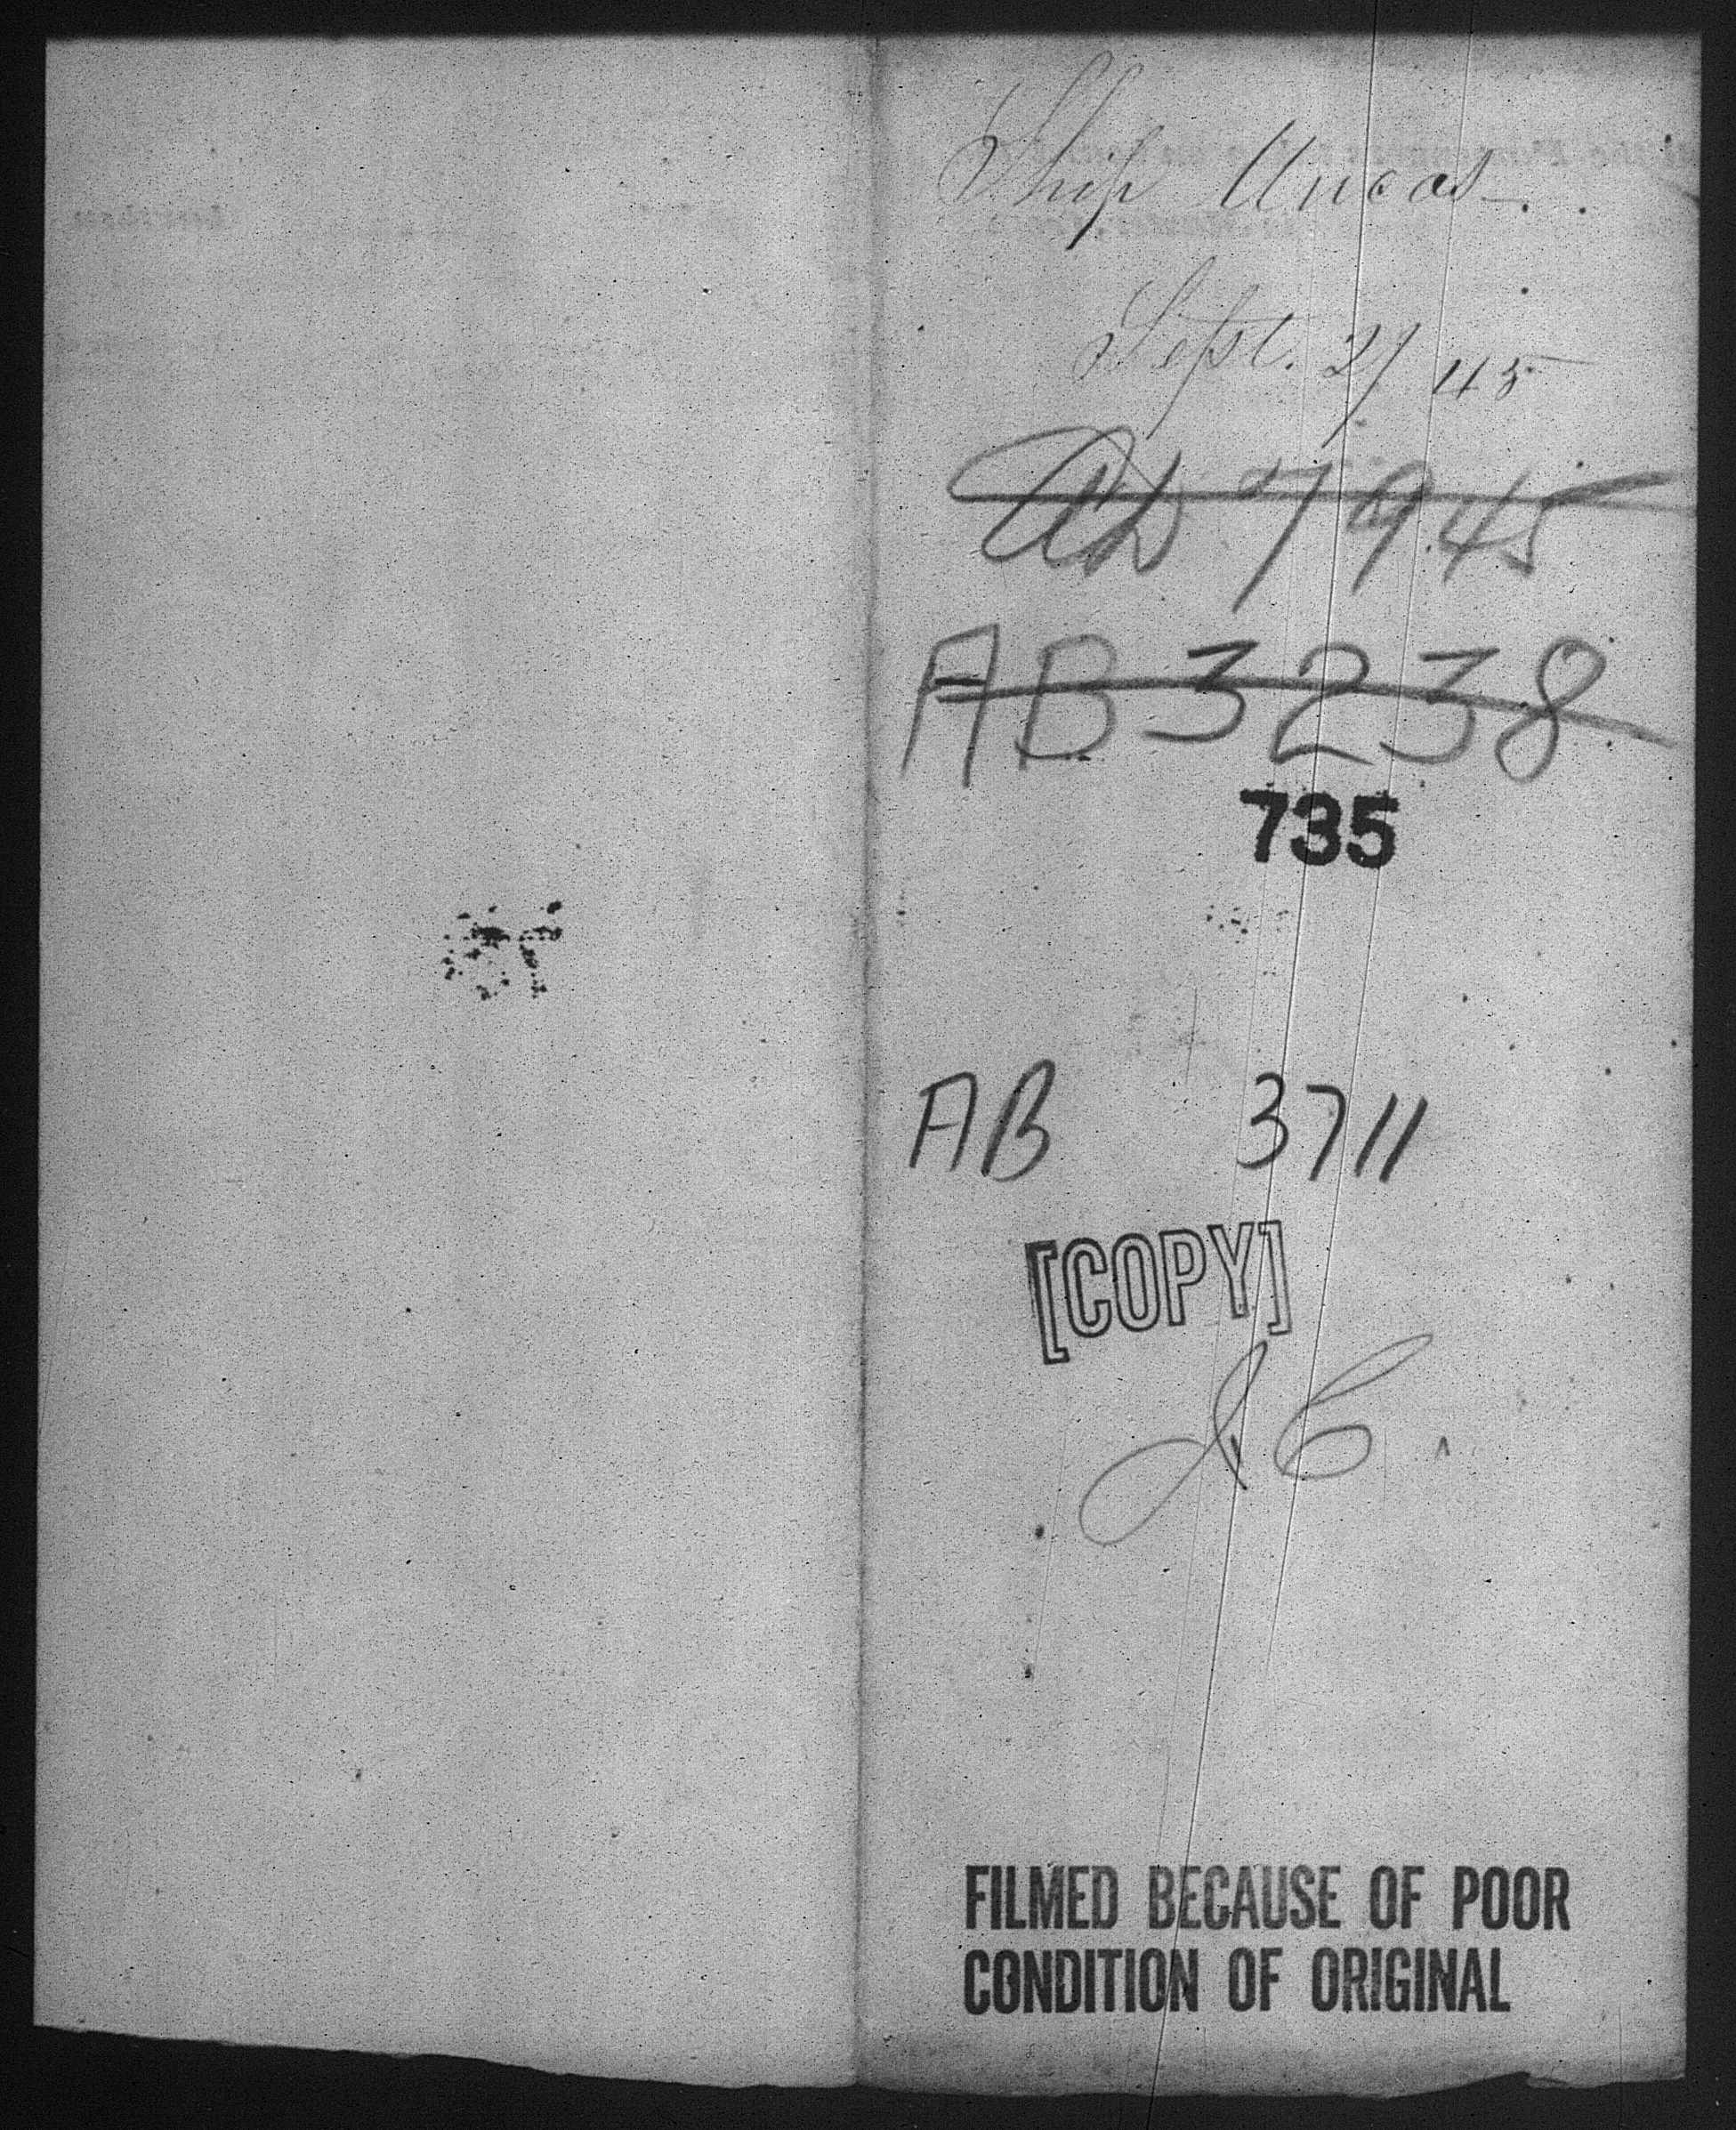 Ship Uncas.
Sept. 27 45
AD 7945
AB 3238
735
AB 3711
[COPY]
J C
FILMED BECAUSE OF POOR
CONDITION OF ORIGINAL